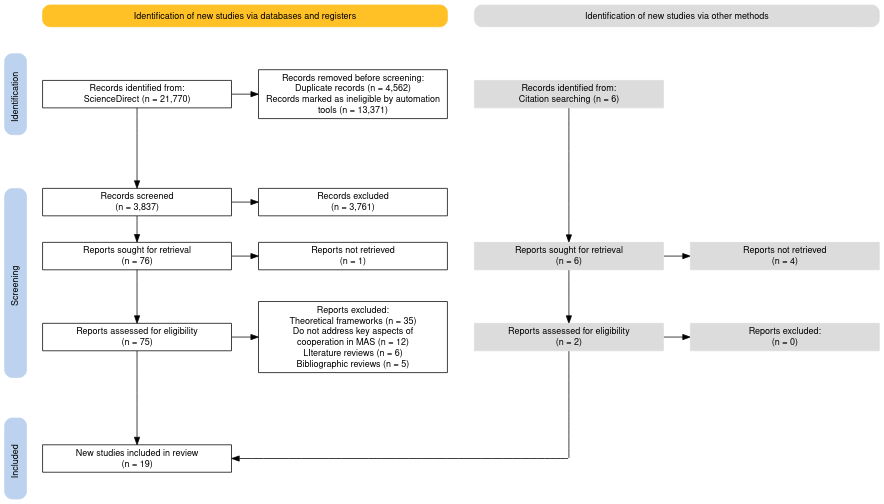 Identification of new studies via databases and registers
Identification of new studies via other methods
Identification
Records identified from:
ScienceDirect (n = 21,770)
Records removed before screening:
Duplicate records (n = 4,562)
Records marked as ineligible by automation
tools (n = 13,371)
Records identified from:
Citation searching (n = 6)
Screening
Records screened
(n = 3,837)
Records excluded
(n = 3,761)
Reports sought for retrieval
(n = 76)
Reports not retrieved
(n = 1)
Reports sought for retrieval
(n = 6)
Reports not retrieved
(n = 4)
Reports assessed for eligibility
(n = 75)
Reports excluded:
Theoretical frameworks (n = 35)
Do not address key aspects of
cooperation in MAS (n = 12)
LIterature reviews (n = 6)
Bibliographic reviews (n = 5)
Reports assessed for eligibility
(n = 2)
Reports excluded:
(n = 0)
Included
New studies included in review
(n = 19)